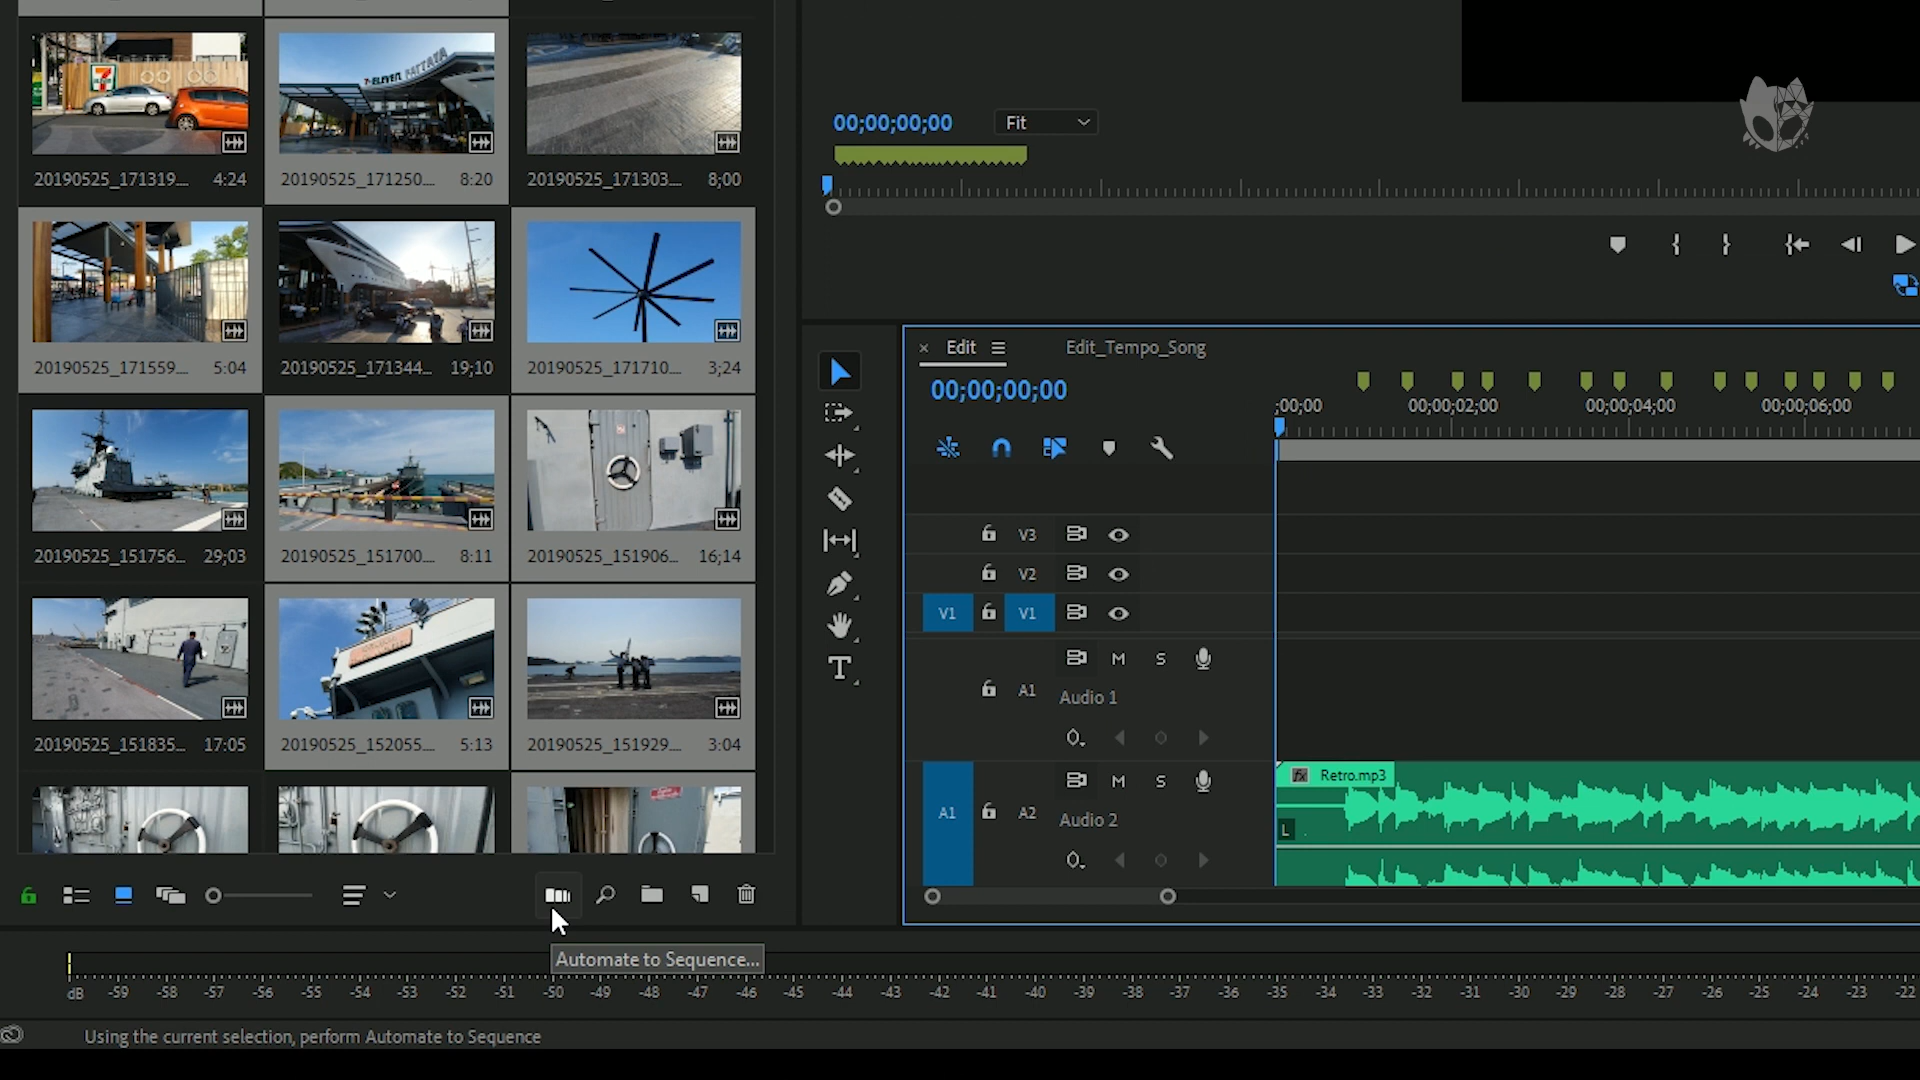 7-ELEVEN PATTAYA
20190525_171319... 4:24
20190525_171250... 8:20
20190525_171303... 8;00
20190525_171559... 5:04
20190525_171344... 19;10
20190525_171710... 3;24
20190525_151756... 29;03
20190525_151700... 8:11
20190525_151906... 16;14
20190525_151835... 17:05
20190525_152055... 5:13
20190525_151929... 3:04
Automate to Sequence...
00;00;00;00
Fit
× Edit
Edit_Tempo_Song
00;00;00;00
;00;00
00;00;02;00
00;00;04;00
00;00;06;00
V3
V2
V1 V1
M S
A1
Audio 1
M S
A1 A2
Audio 2
T
fx Retro.mp3
L
dB -59 -58 -57 -56 -55 -54 -53 -52 -51 -50 -49 -48 -47 -46 -45 -44 -43 -42 -41 -40 -39 -38 -37 -36 -35 -34 -33 -32 -31 -30 -29 -28 -27 -26 -25 -24 -23 -22
Using the current selection, perform Automate to Sequence